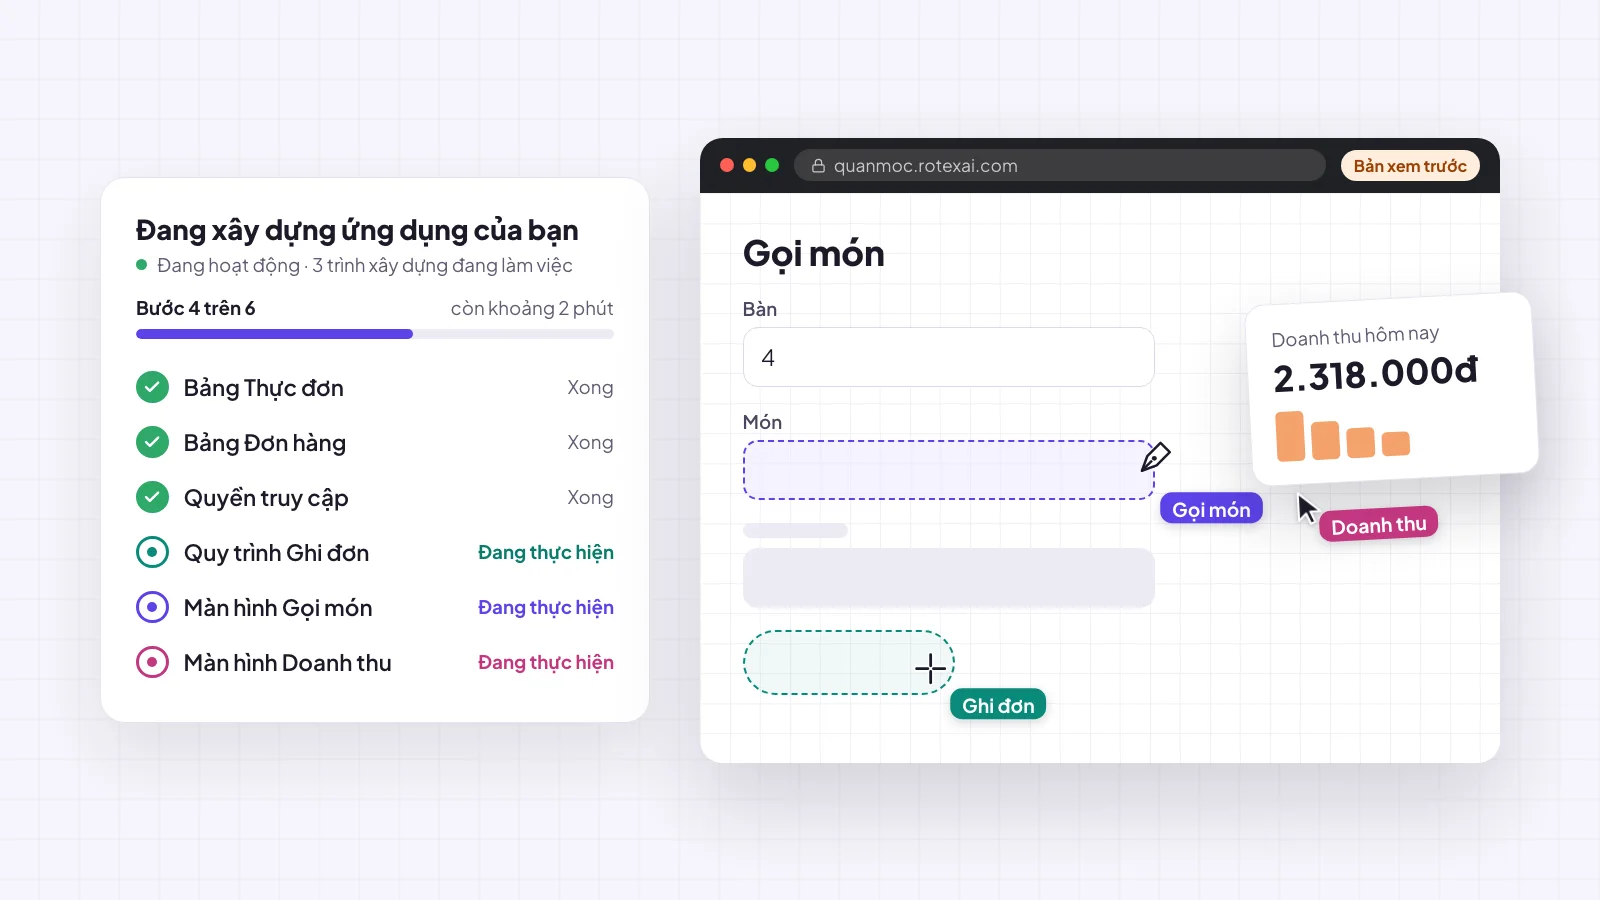 Đang xây dựng ứng dụng của bạn
Đang hoạt động · 3 trình xây dựng đang làm việc
Bước 4 trên 6
còn khoảng 2 phút
Bảng Thực đơn
Xong
Bảng Đơn hàng
Xong
Quyền truy cập
Xong
Quy trình Ghi đơn
Đang thực hiện
Màn hình Gọi món
Đang thực hiện
Màn hình Doanh thu
Đang thực hiện
quanmoc.rotexai.com
Bản xem trước
Gọi món
Bàn
4
Món
Gọi món
Ghi đơn
Doanh thu hôm nay
2.318.000đ
Doanh thu